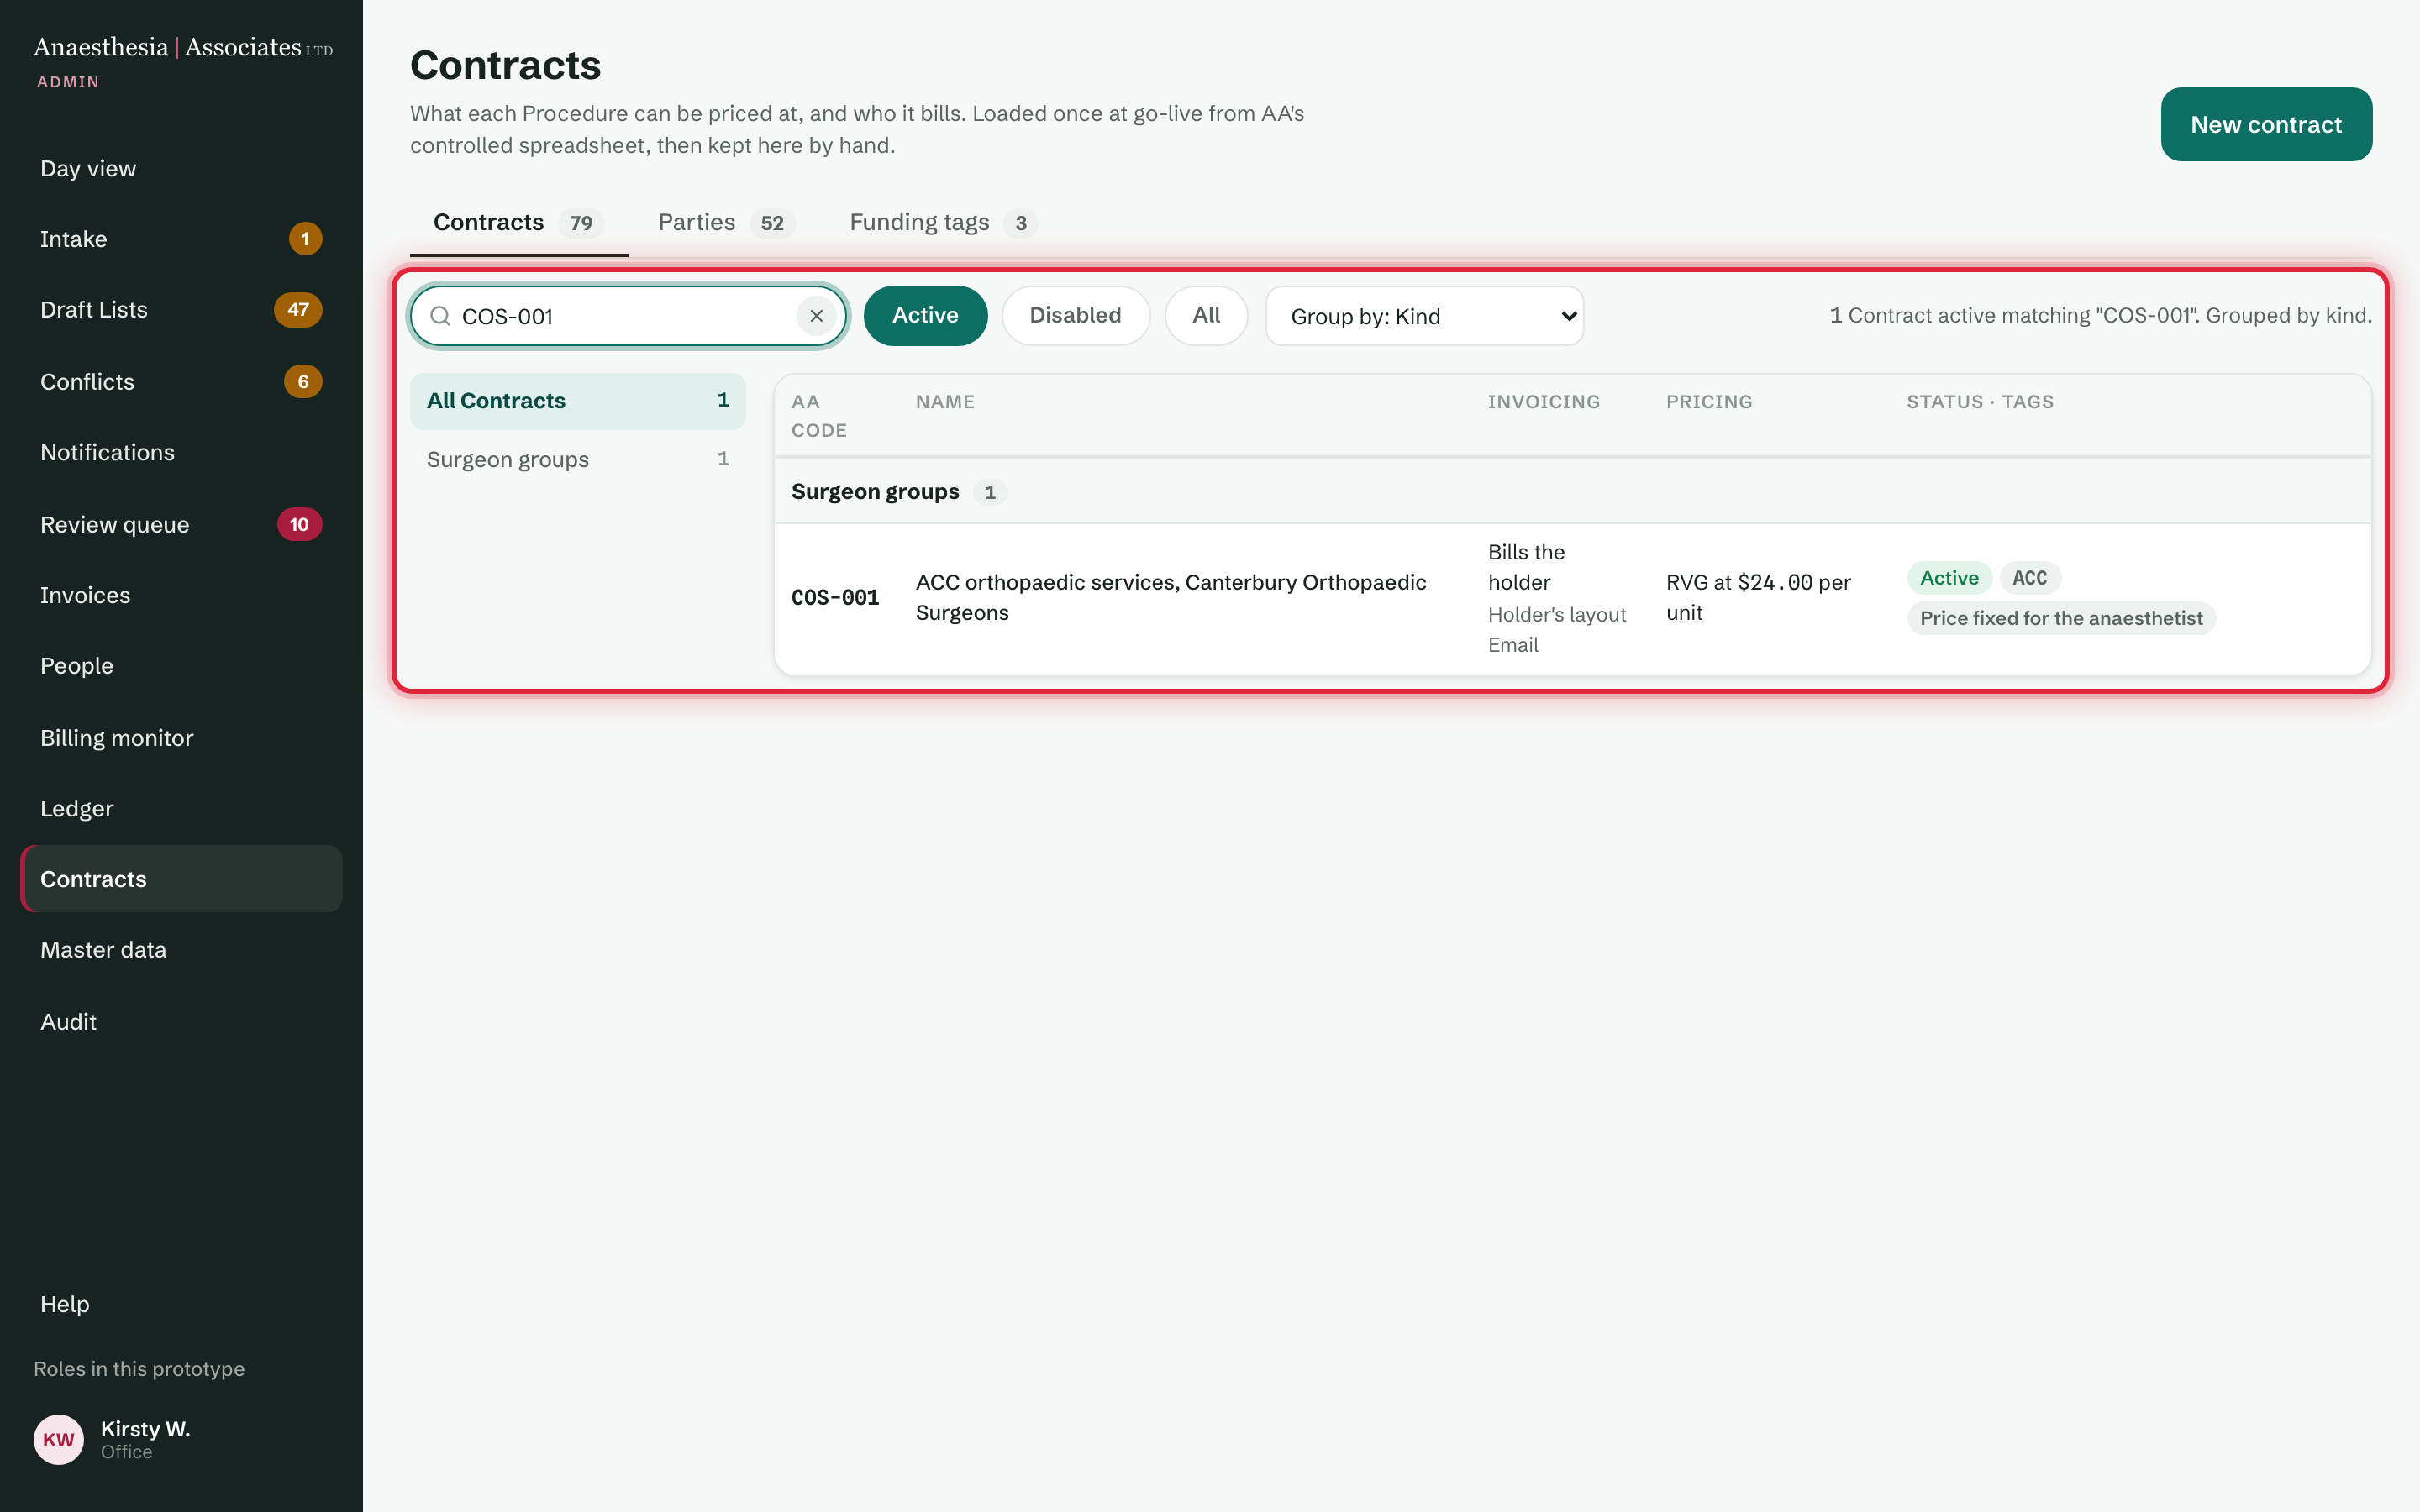 Anaesthesia | Associates LTD
ADMIN
Day view
Intake 1
Draft Lists 47
Conflicts 6
Notifications
Review queue 10
Invoices
People
Billing monitor
Ledger
Contracts
Master data
Audit
Help
Roles in this prototype
KW
Kirsty W.
Office
Contracts
What each Procedure can be priced at, and who it bills. Loaded once at go-live from AA's
controlled spreadsheet, then kept here by hand.
New contract
Contracts 79 Parties 52 Funding tags 3
COS-001 Active Disabled All Group by: Kind 1 Contract active matching "COS-001". Grouped by kind.
All Contracts 1
Surgeon groups 1
AA CODE NAME INVOICING PRICING STATUS · TAGS
Surgeon groups 1
COS-001
ACC orthopaedic services, Canterbury Orthopaedic
Surgeons
Bills the
holder
Holder's layout
Email
RVG at $24.00 per
unit
Active ACC
Price fixed for the anaesthetist